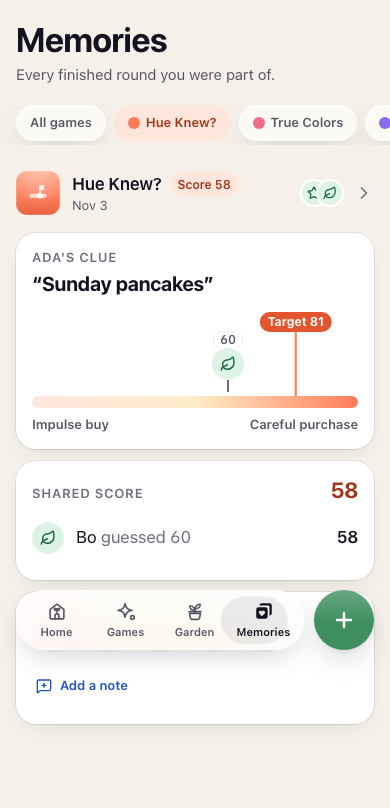 Memories
Every finished round you were part of.
All games
Hue Knew?
True Colors
Hue Knew? Score 58
Nov 3
ADA'S CLUE
“Sunday pancakes”
Target 81
60
Impulse buy
Careful purchase
SHARED SCORE 58
Bo guessed 60 58
Home
Games
Garden
Memories
Add a note